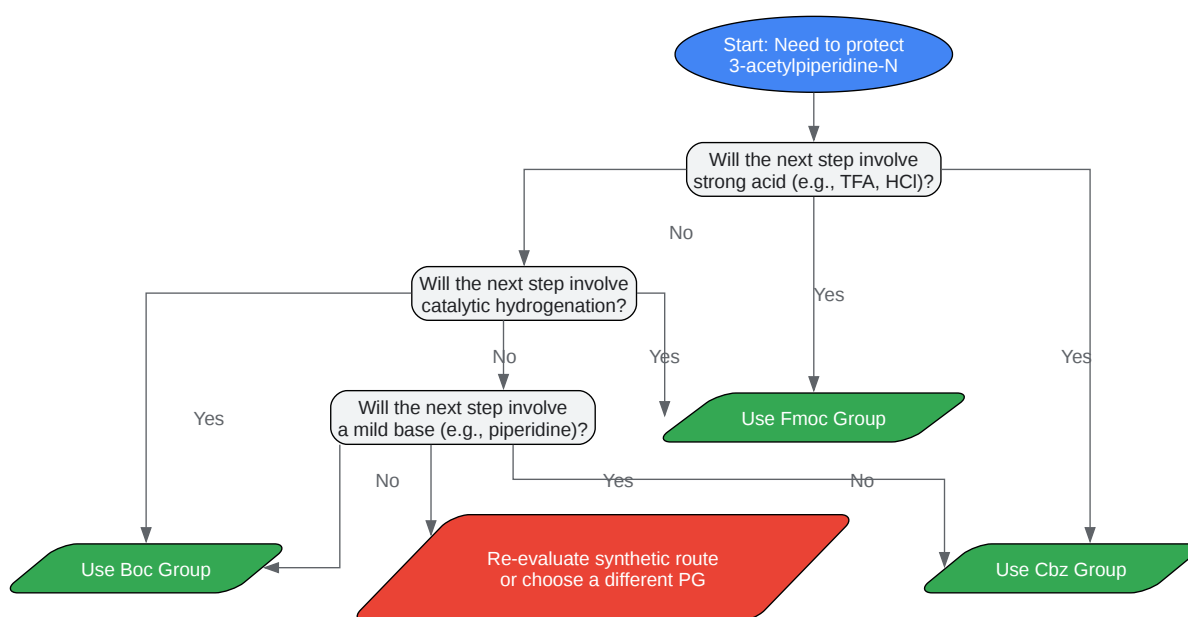 Start: Need to protect
3-acetylpiperidine-N
Will the next step involve
strong acid (e.g., TFA, HCl)?
No
Will the next step involve
catalytic hydrogenation?
Yes
No
Yes
Yes
Will the next step involve
a mild base (e.g., piperidine)?
Use Fmoc Group
Yes
No
Yes
No
Use Boc Group
Re-evaluate synthetic route
or choose a different PG
Use Cbz Group